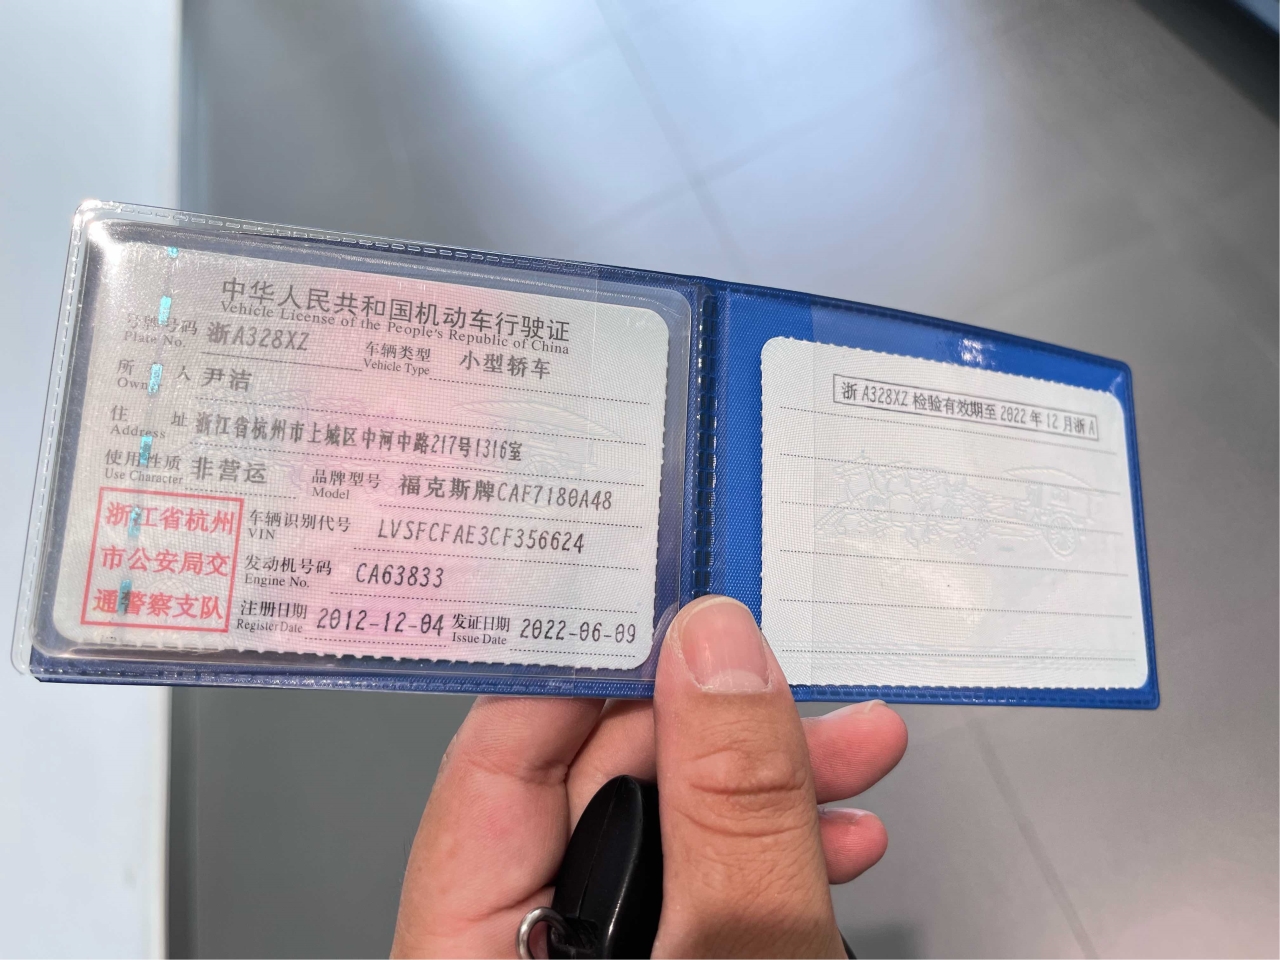 中华人民共和国机动车行驶证
Vehicle License of the People's Republic of China
号牌号码 浙A328XZ 车辆类型 小型轿车
Plate No. Vehicle Type
所有人 尹洁
Owner
住址 浙江省杭州市上城区中河中路217号1316室
Address
使用性质 非营运 品牌型号 福克斯牌CAF7180A48
Use Character Model
浙江省杭州
市公安局交
通警察支队
车辆识别代号 LVSFCFAE3CF356624
VIN
发动机号码 CA63833
Engine No.
注册日期 2012-12-04 发证日期 2022-06-09
Register Date Issue Date
浙A328XZ 检验有效期至 2022年12月浙A